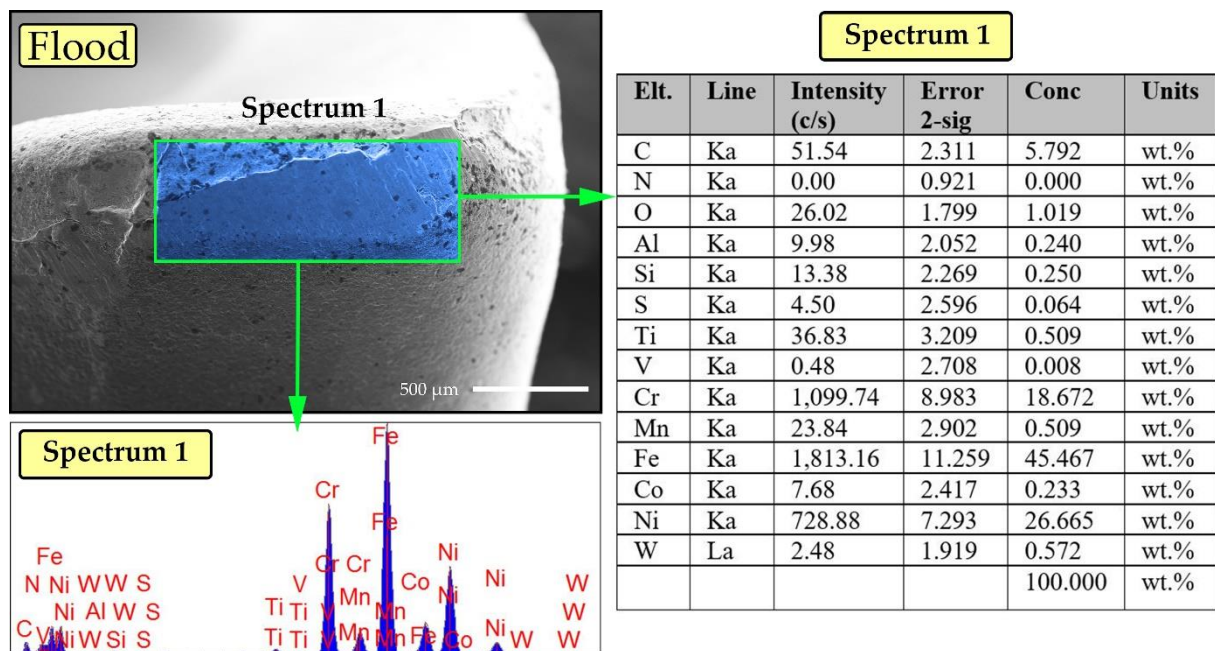 Flood
Spectrum 1
500 µm
Spectrum 1
Elt. Line Intensity (c/s) Error 2-sig Conc Units
C Ka 51.54 2.311 5.792 wt.%
N Ka 0.00 0.921 0.000 wt.%
O Ka 26.02 1.799 1.019 wt.%
Al Ka 9.98 2.052 0.240 wt.%
Si Ka 13.38 2.269 0.250 wt.%
S Ka 4.50 2.596 0.064 wt.%
Ti Ka 36.83 3.209 0.509 wt.%
V Ka 0.48 2.708 0.008 wt.%
Cr Ka 1,099.74 8.983 18.672 wt.%
Mn Ka 23.84 2.902 0.509 wt.%
Fe Ka 1,813.16 11.259 45.467 wt.%
Co Ka 7.68 2.417 0.233 wt.%
Ni Ka 728.88 7.293 26.665 wt.%
W La 2.48 1.919 0.572 wt.%
100.000 wt.%
Spectrum 1
Fe
Cr
Fe
Fe Ni
N Ni W W S V Cr Cr Co Ni W
Ni Al W S Ti Ti Mn Ni W
C V Ni W Si S Ti Ti V Mn Mn Fe Co Ni W W